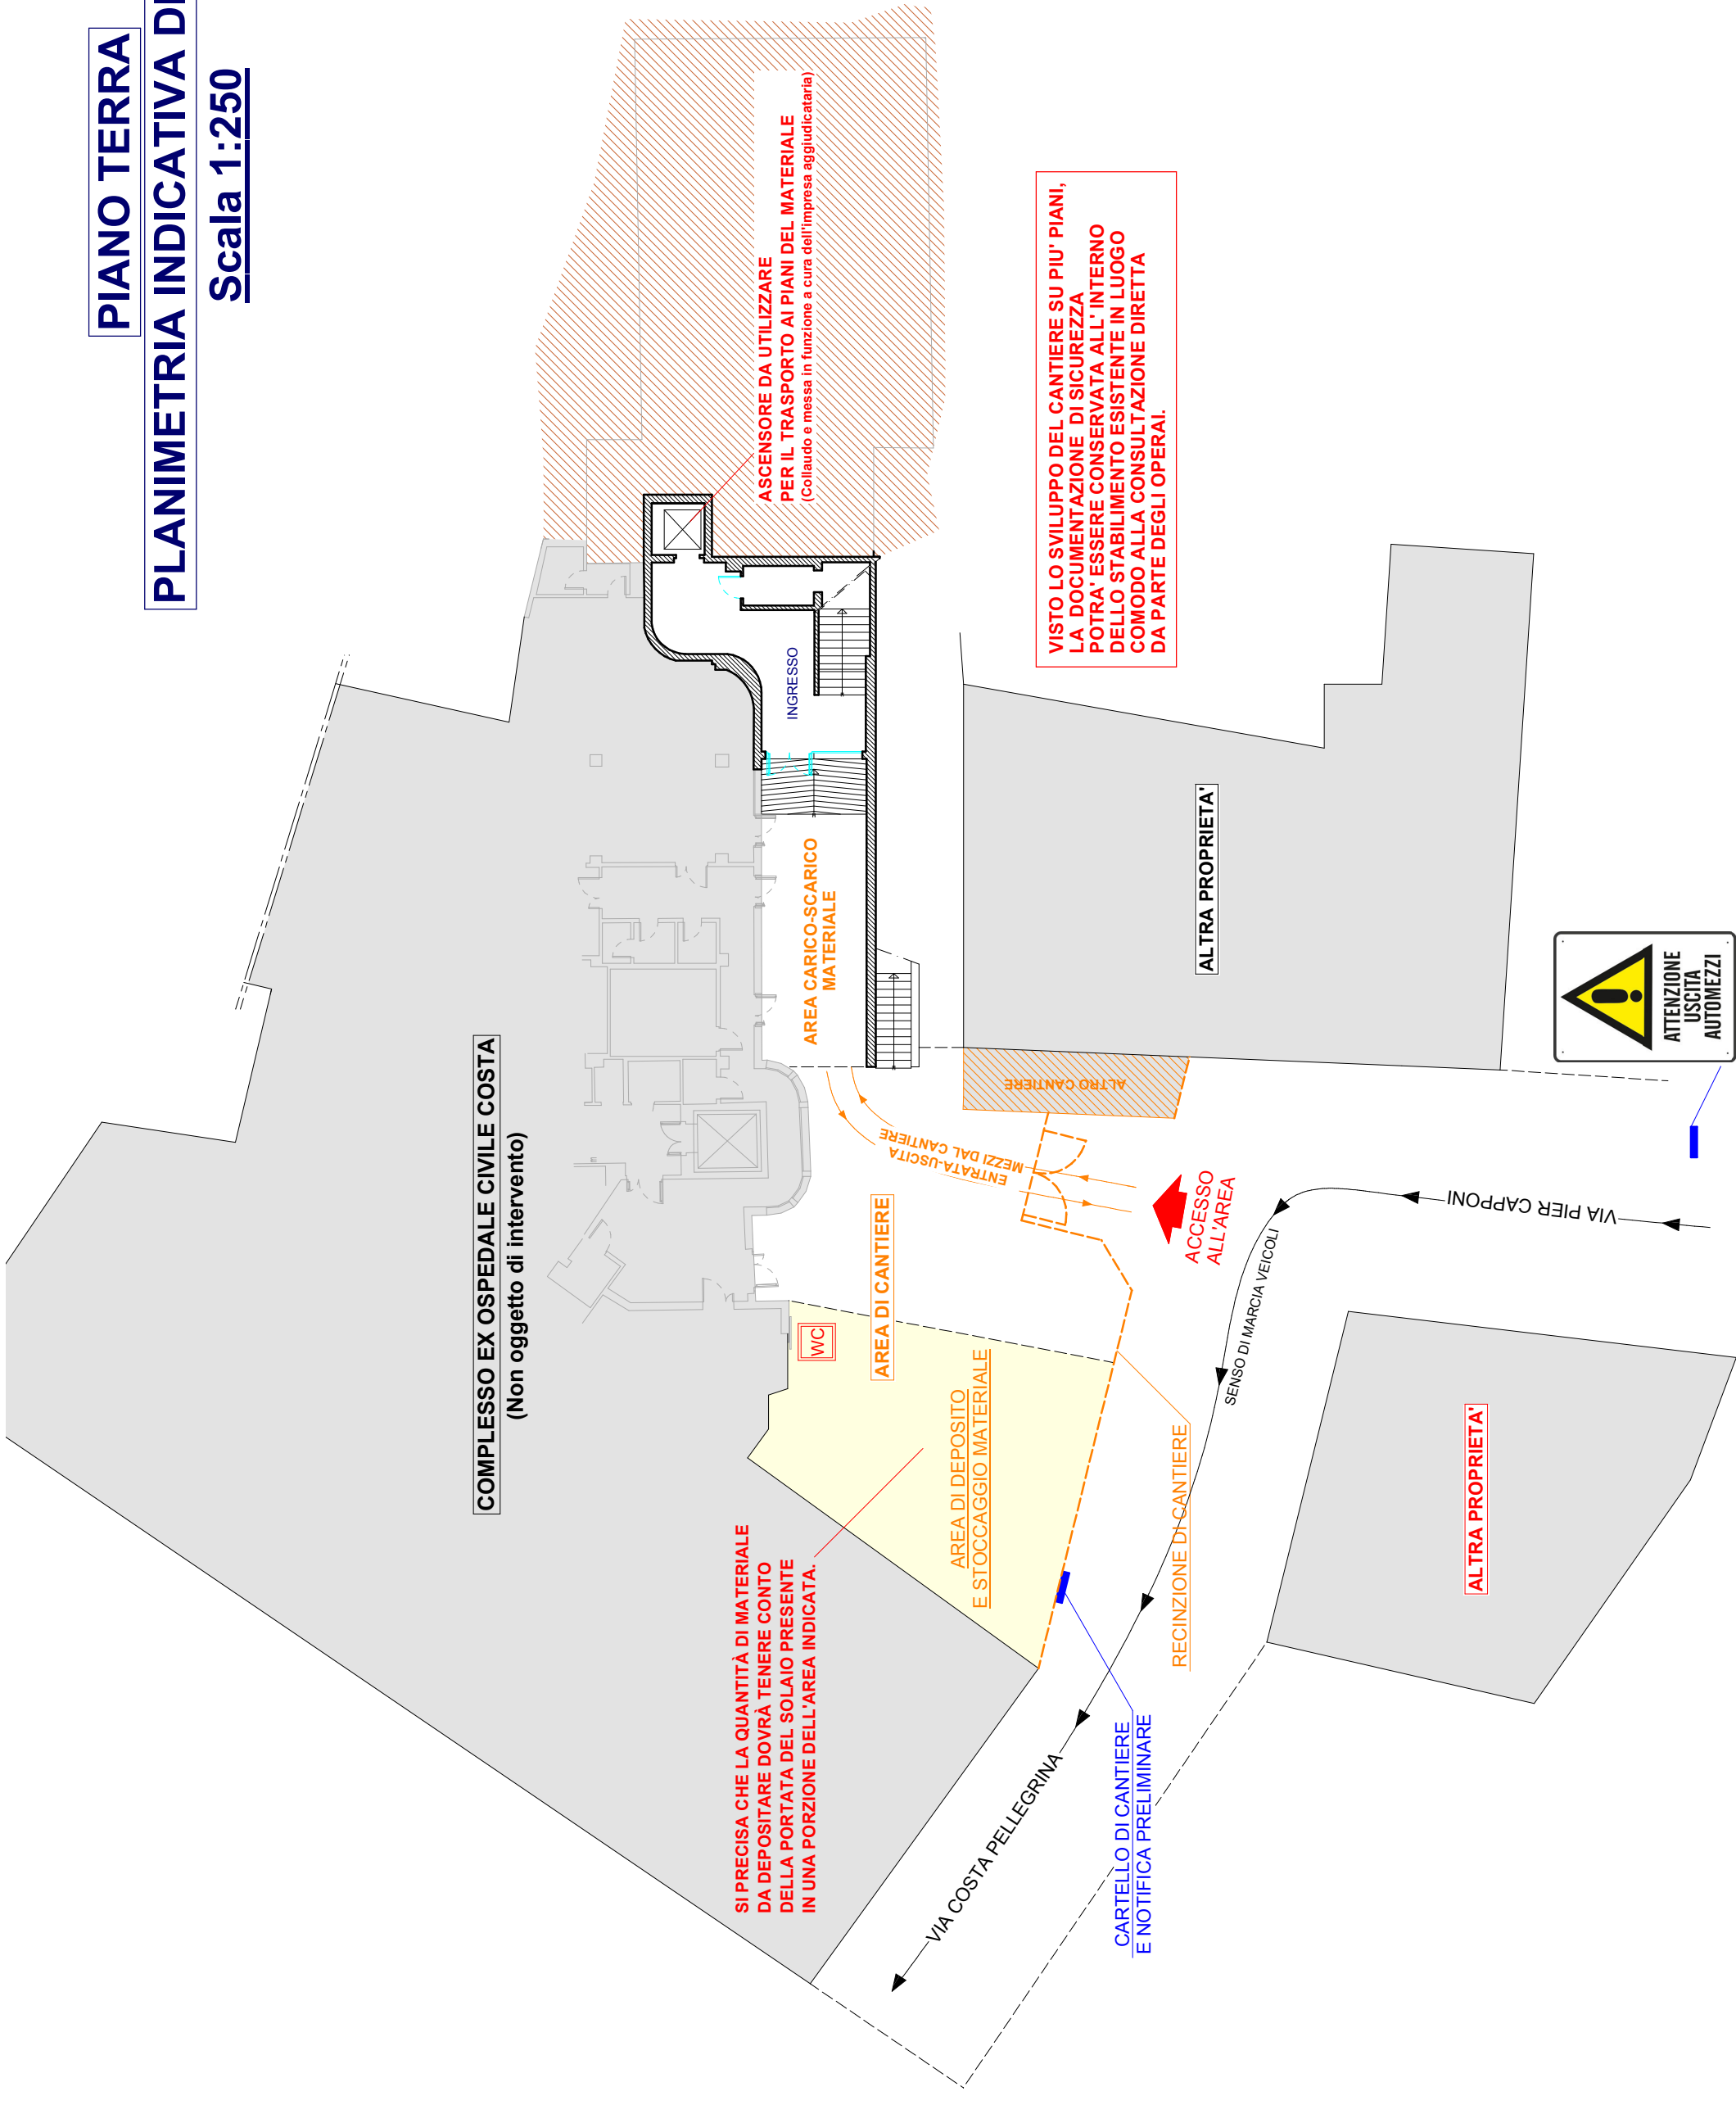 PIANO TERRA
PLANIMETRIA INDICATIVA DI
Scala 1:250
ASCENSORE DA UTILIZZARE
PER IL TRASPORTO AI PIANI DEL MATERIALE
(Collaudo e messa in funzione a cura dell'impresa aggiudicataria)
VISTO LO SVILUPPO DEL CANTIERE SU PIU' PIANI,
LA DOCUMENTAZIONE DI SICUREZZA
POTRA' ESSERE CONSERVATA ALL'INTERNO
DELLO STABILIMENTO ESISTENTE IN LUOGO
COMODO ALLA CONSULTAZIONE DIRETTA
DA PARTE DEGLI OPERAI.
INGRESSO
AREA CARICO-SCARICO
MATERIALE
ALTRA PROPRIETA'
ATTENZIONE
USCITA
AUTOMEZZI
COMPLESSO EX OSPEDALE CIVILE COSTA
(Non oggetto di intervento)
ALTRO CANTIERE
ENTRATA-USCITA
MEZZI DAL CANTIERE
ACCESSO
ALL'AREA
VIA PIER CAPPONI
SENSO DI MARCIA VEICOLI
AREA DI CANTIERE
WC
AREA DI DEPOSITO
E STOCCAGGIO MATERIALE
RECINZIONE DI CANTIERE
ALTRA PROPRIETA'
SI PRECISA CHE LA QUANTITÀ DI MATERIALE
DA DEPOSITARE DOVRÀ TENERE CONTO
DELLA PORTATA DEL SOLAIO PRESENTE
IN UNA PORZIONE DELL'AREA INDICATA.
VIA COSTA PELLEGRINA
CARTELLO DI CANTIERE
E NOTIFICA PRELIMINARE